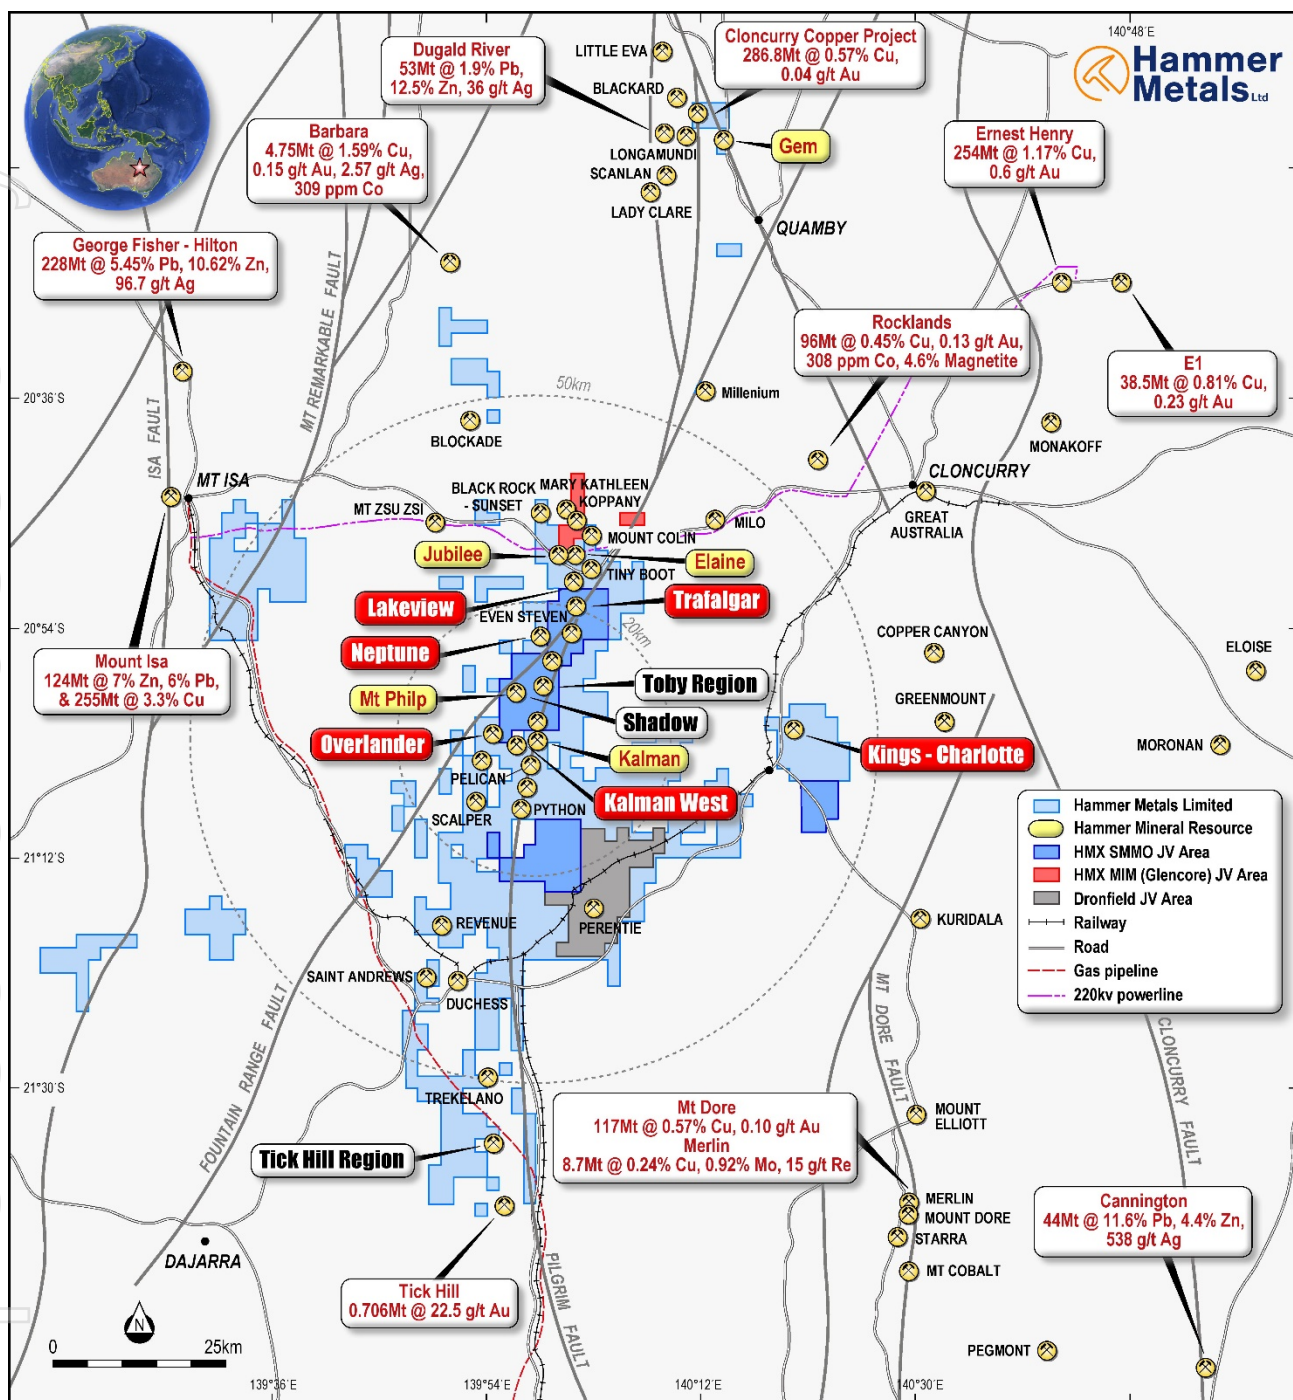 140°48'E
Hammer
Metals Ltd
Dugald River
53Mt @ 1.9% Pb,
12.5% Zn, 36 g/t Ag
LITTLE EVA
Cloncurry Copper Project
286.8Mt @ 0.57% Cu,
0.04 g/t Au
BLACKARD
Barbara
4.75Mt @ 1.59% Cu,
0.15 g/t Au, 2.57 g/t Ag,
309 ppm Co
Ernest Henry
254Mt @ 1.17% Cu,
0.6 g/t Au
Gem
LONGAMUNDI
SCANLAN
LADY CLARE
QUAMBY
George Fisher - Hilton
228Mt @ 5.45% Pb, 10.62% Zn,
96.7 g/t Ag
MT REMARKABLE FAULT
Rocklands
96Mt @ 0.45% Cu, 0.13 g/t Au,
308 ppm Co, 4.6% Magnetite
E1
38.5Mt @ 0.81% Cu,
0.23 g/t Au
50km
20°36'S
Millenium
ISA FAULT
BLOCKADE
MONAKOFF
MT ISA
CLONCURRY
BLACK ROCK
- SUNSET
MARY KATHLEEN
KOPPANY
MT ZSU ZSI
MILO
GREAT
AUSTRALIA
MOUNT COLIN
Jubilee
Elaine
TINY BOOT
Lakeview
Trafalgar
EVEN STEVEN
20km
20°54'S
Neptune
COPPER CANYON
ELOISE
Mount Isa
124Mt @ 7% Zn, 6% Pb,
& 255Mt @ 3.3% Cu
Toby Region
Mt Philp
Shadow
GREENMOUNT
Overlander
Kalman
Kings - Charlotte
MORONAN
PELICAN
Kalman West
SCALPER
PYTHON
Hammer Metals Limited
Hammer Mineral Resource
HMX SMMO JV Area
HMX MIM (Glencore) JV Area
Dronfield JV Area
Railway
Road
Gas pipeline
220kv powerline
21°12'S
REVENUE
PERENTIE
KURIDALA
SAINT ANDREWS
DUCHESS
FOUNTAIN RANGE FAULT
MT DORE FAULT
CLONCURRY FAULT
21°30'S
TREKELANO
Mt Dore
117Mt @ 0.57% Cu, 0.10 g/t Au
Merlin
8.7Mt @ 0.24% Cu, 0.92% Mo, 15 g/t Re
MOUNT
ELLIOTT
Tick Hill Region
MERLIN
MOUNT DORE
STARRA
MT COBALT
Cannington
44Mt @ 11.6% Pb, 4.4% Zn,
538 g/t Ag
DAJARRA
PILGRIM FAULT
Tick Hill
0.706Mt @ 22.5 g/t Au
N
0
25km
PEGMONT
139°36'E
139°54'E
140°12'E
140°30'E